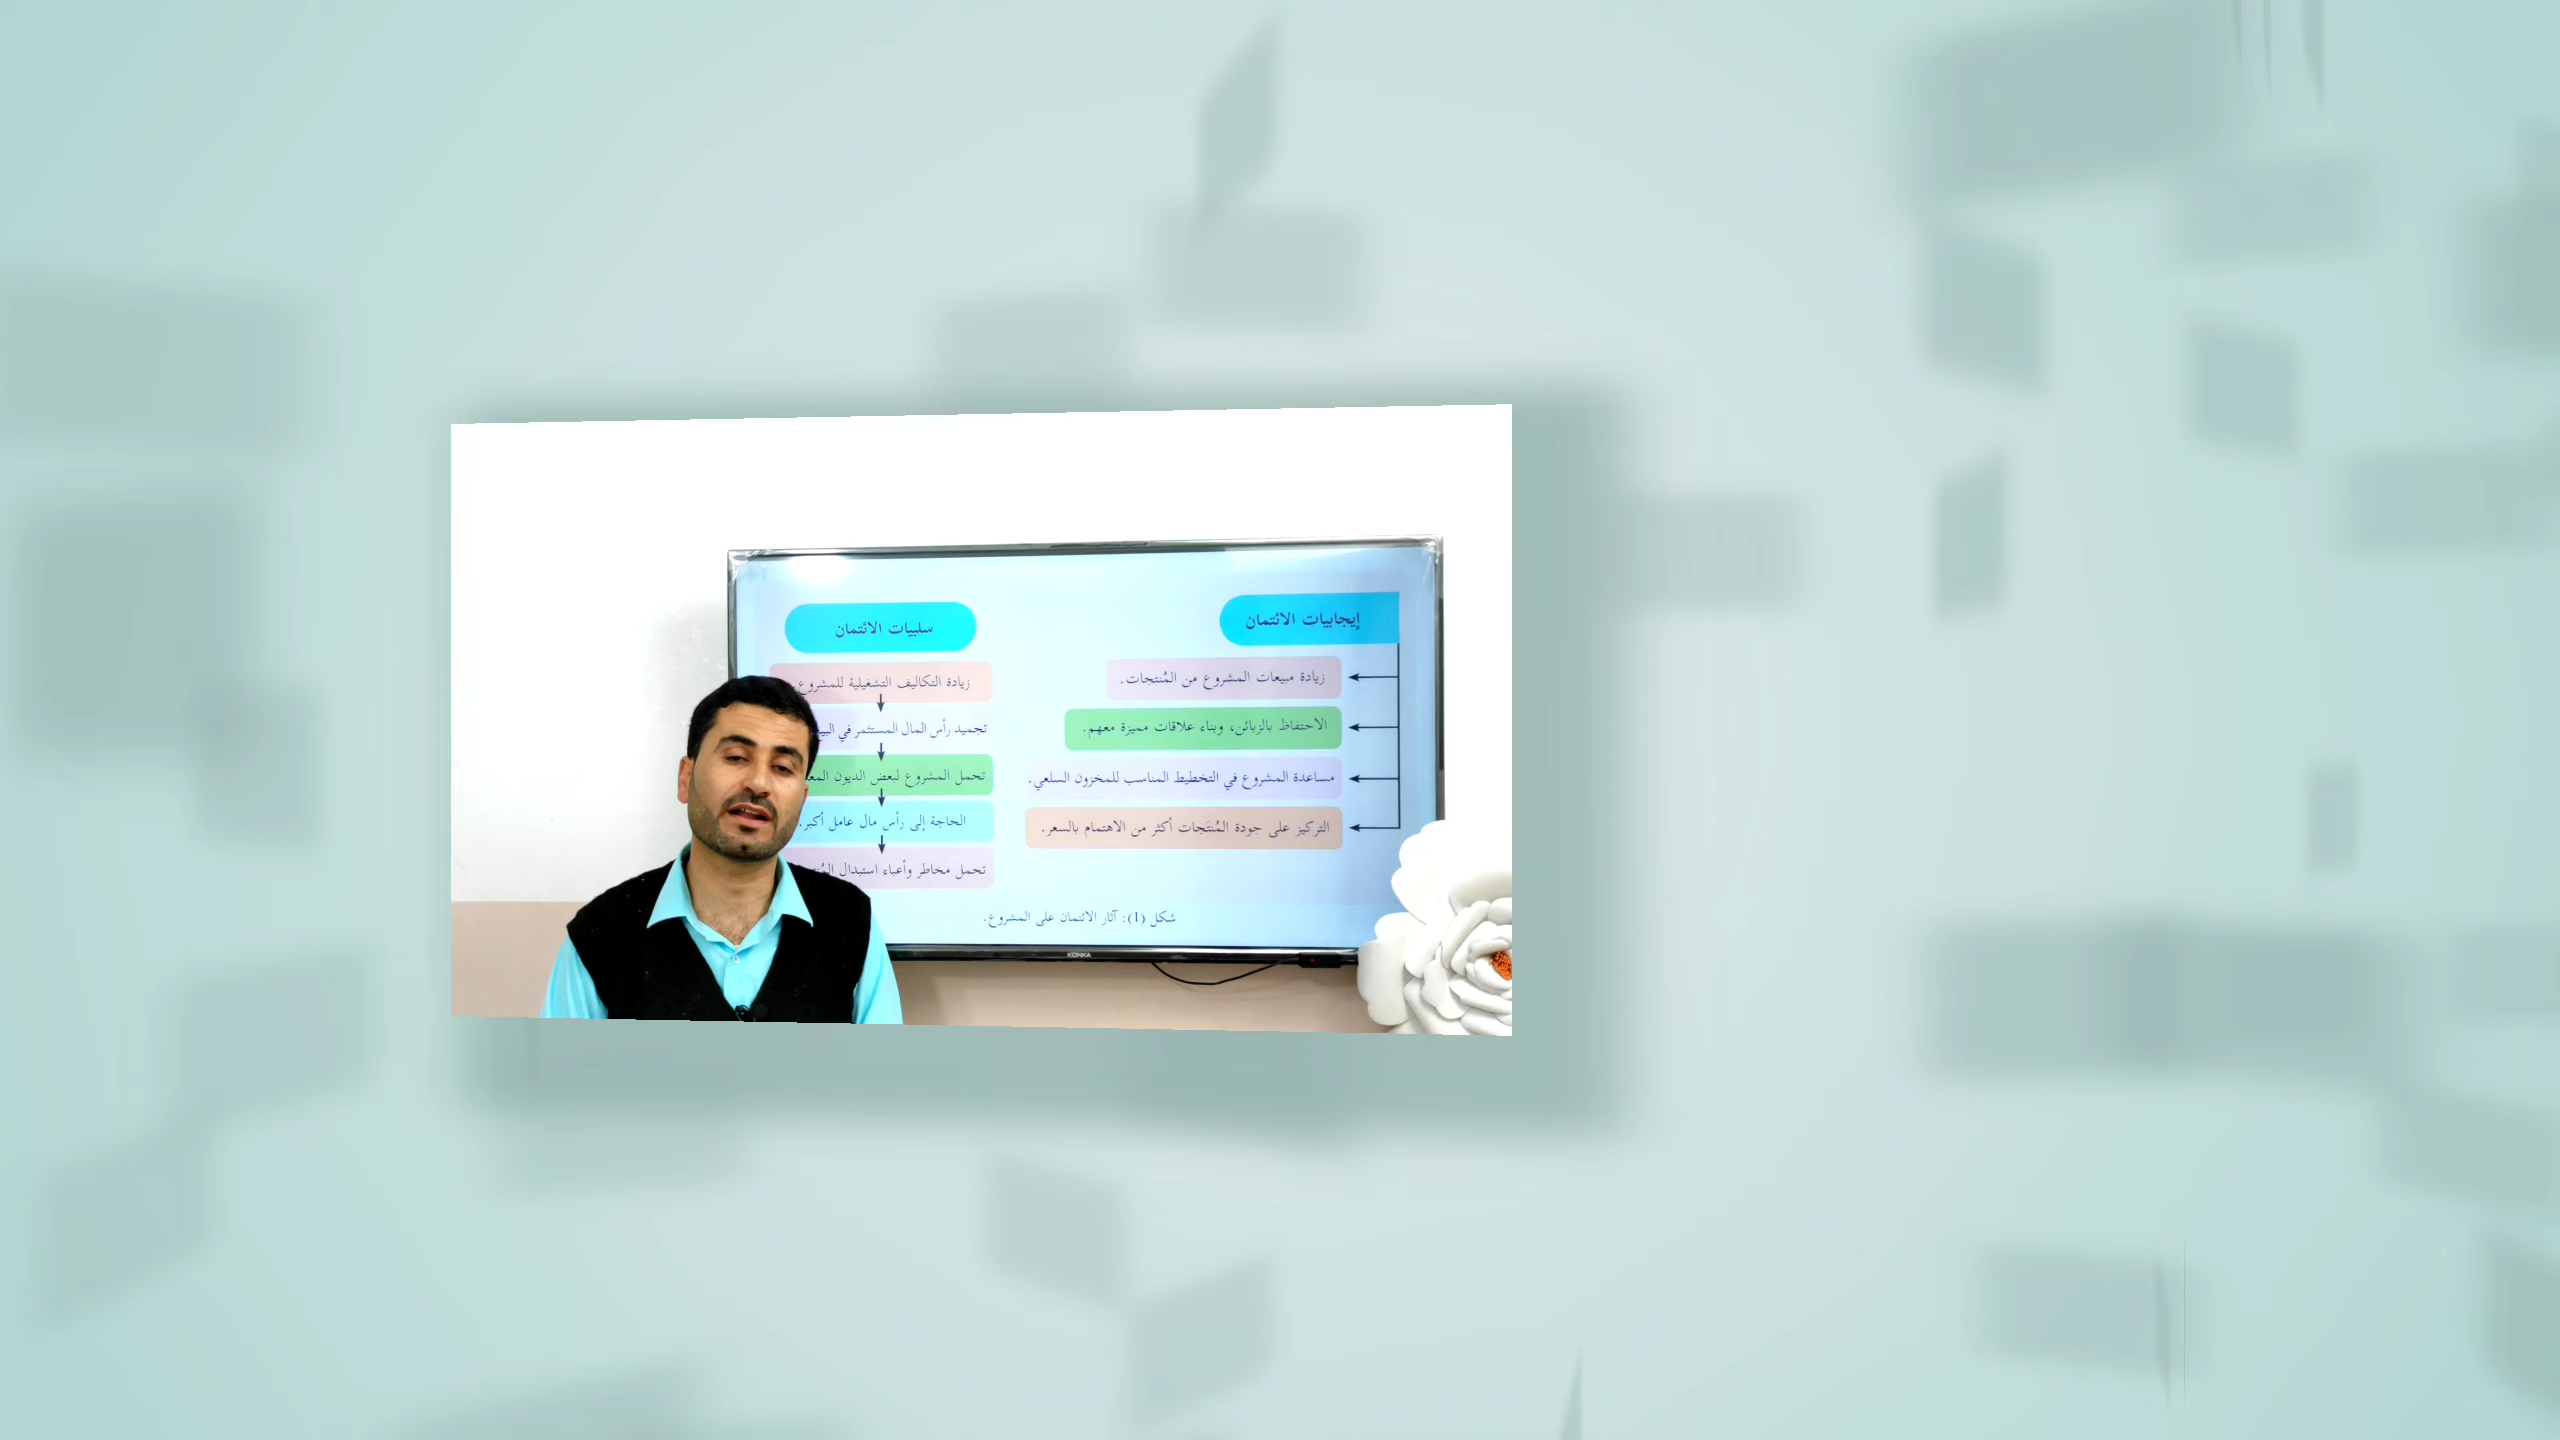 إيجابيات الائتمان
زيادة مبيعات المشروع من المُنتجات.
الاحتفاظ بالزبائن، وبناء علاقات مميزة معهم.
مساعدة المشروع في التخطيط المناسب للمخزون السلعي.
التركيز على جودة المُنتَجات أكثر من الاهتمام بالسعر.
سلبيات الائتمان
زيادة التكاليف التشغيلية للمشروع.
تجميد رأس المال المستثمر في
تحمل المشروع لبعض الديون
الحاجة إلى رأس مال عامل أكبر.
تحمل مخاطر وأعباء استبدال
شكل (1): آثار الائتمان على المشروع.
KONKA